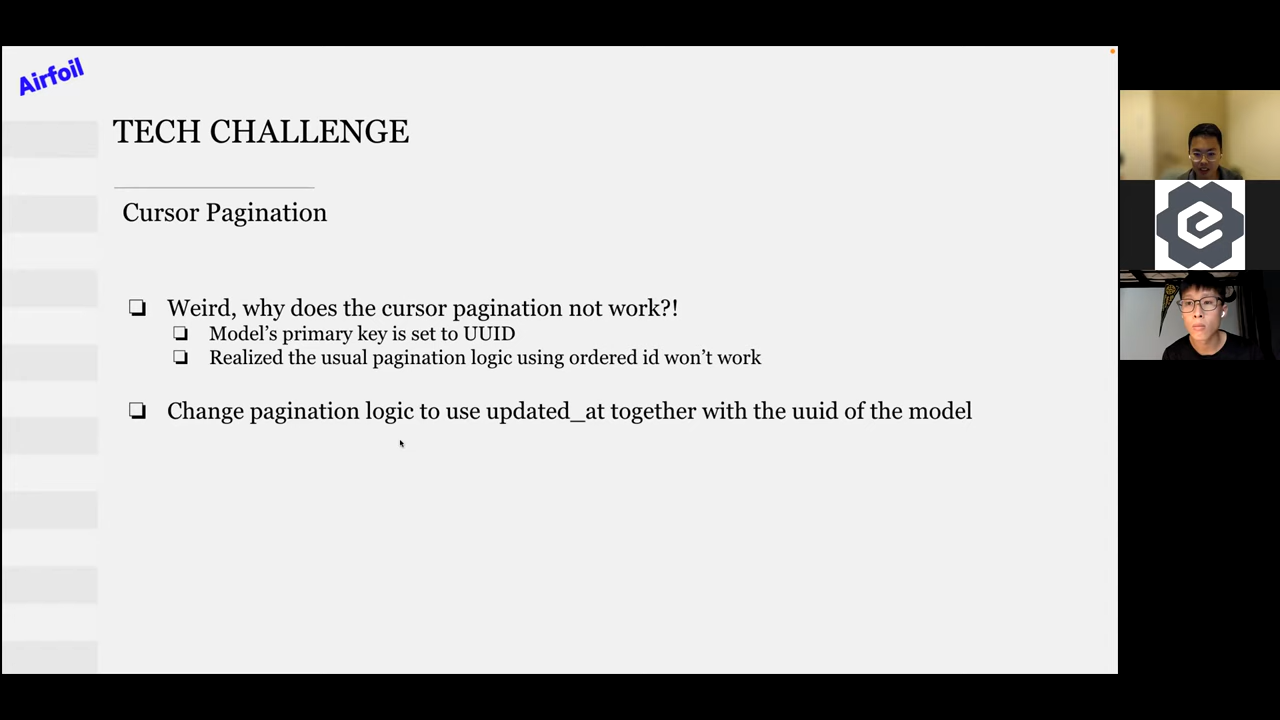 Airfoil
TECH CHALLENGE
Cursor Pagination
Weird, why does the cursor pagination not work?!
Model’s primary key is set to UUID
Realized the usual pagination logic using ordered id won’t work
Change pagination logic to use updated_at together with the uuid of the model